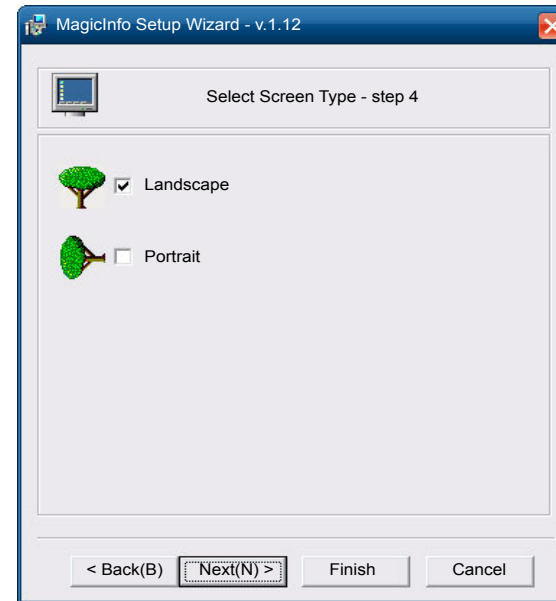 MagicInfo Setup Wizard - v.1.12
Select Screen Type - step 4
Landscape
Portrait
< Back(B) Next(N) > Finish Cancel